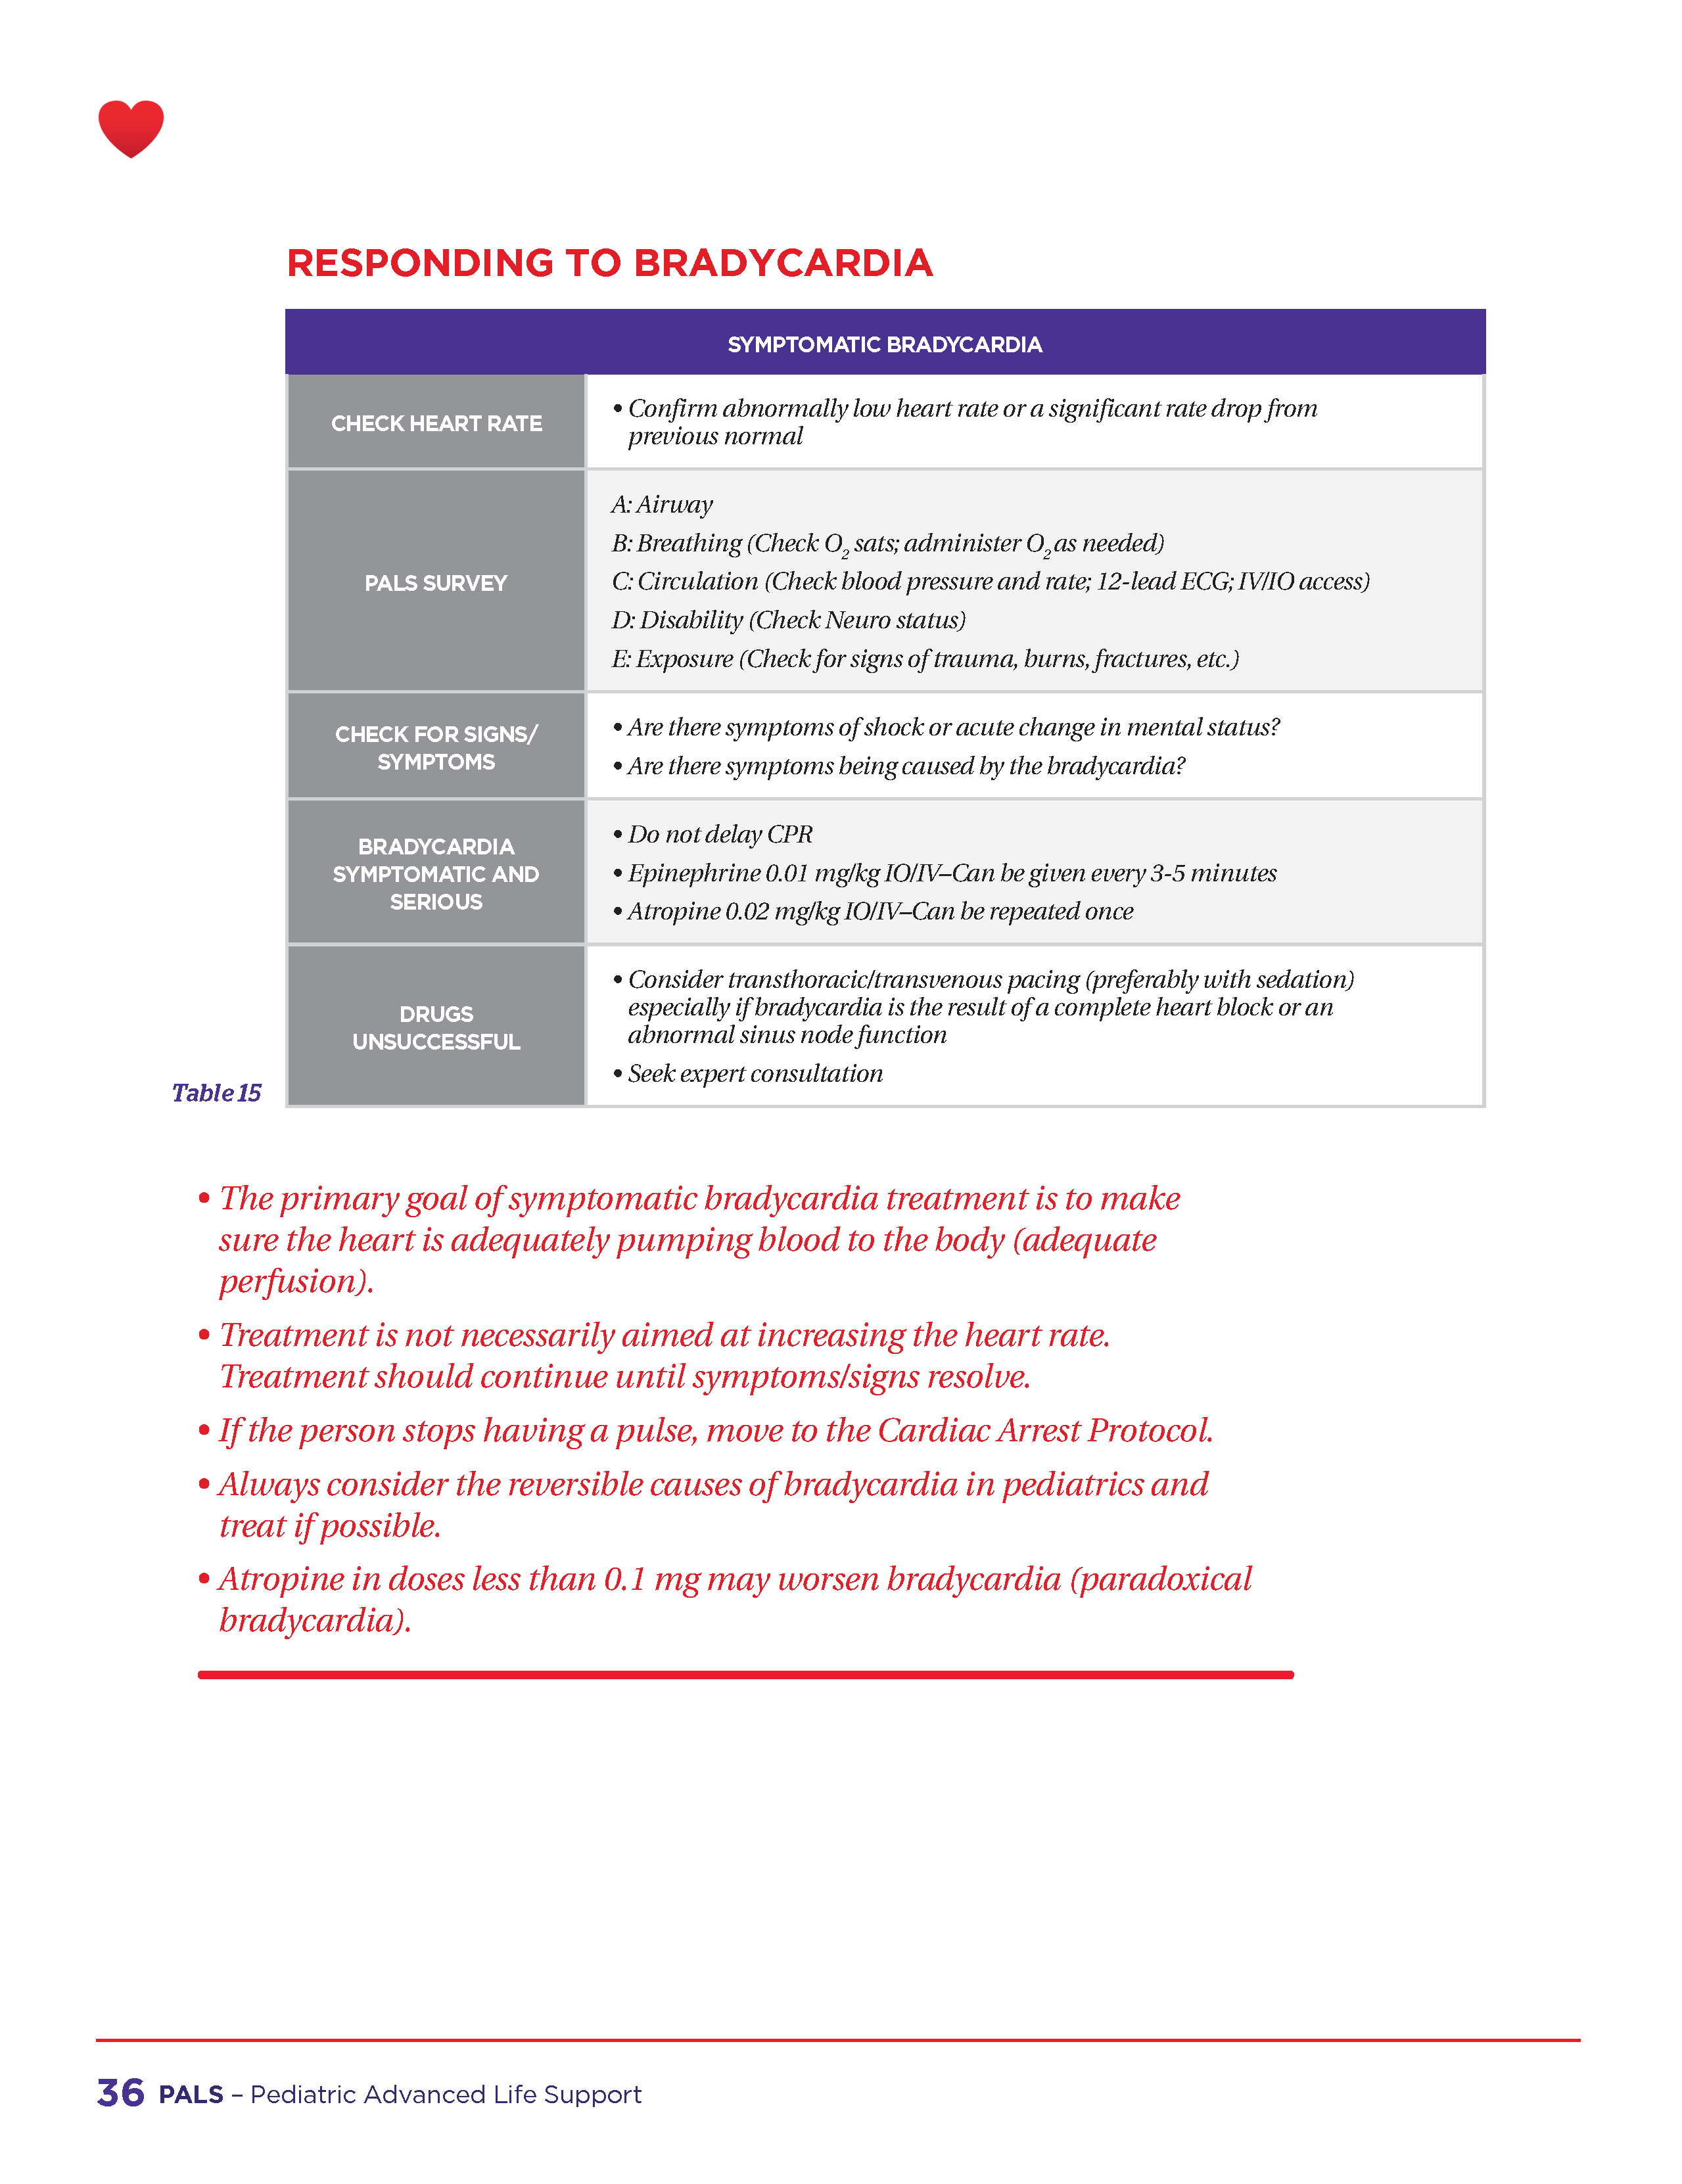 RESPONDING TO BRADYCARDIA
SYMPTOMATIC BRADYCARDIA
CHECK HEART RATE
• Confirm abnormally low heart rate or a significant rate drop from
previous normal
PALS SURVEY
A: Airway
B: Breathing (Check O2 sats; administer O2 as needed)
C: Circulation (Check blood pressure and rate; 12-lead ECG; IV/IO access)
D: Disability (Check Neuro status)
E: Exposure (Check for signs of trauma, burns, fractures, etc.)
CHECK FOR SIGNS/
SYMPTOMS
• Are there symptoms of shock or acute change in mental status?
• Are there symptoms being caused by the bradycardia?
BRADYCARDIA
SYMPTOMATIC AND
SERIOUS
• Do not delay CPR
• Epinephrine 0.01 mg/kg IO/IV–Can be given every 3-5 minutes
• Atropine 0.02 mg/kg IO/IV–Can be repeated once
DRUGS
UNSUCCESSFUL
• Consider transthoracic/transvenous pacing (preferably with sedation)
especially if bradycardia is the result of a complete heart block or an
abnormal sinus node function
• Seek expert consultation
Table 15
• The primary goal of symptomatic bradycardia treatment is to make
sure the heart is adequately pumping blood to the body (adequate
perfusion).
• Treatment is not necessarily aimed at increasing the heart rate.
Treatment should continue until symptoms/signs resolve.
• If the person stops having a pulse, move to the Cardiac Arrest Protocol.
• Always consider the reversible causes of bradycardia in pediatrics and
treat if possible.
• Atropine in doses less than 0.1 mg may worsen bradycardia (paradoxical
bradycardia).
36 PALS – Pediatric Advanced Life Support